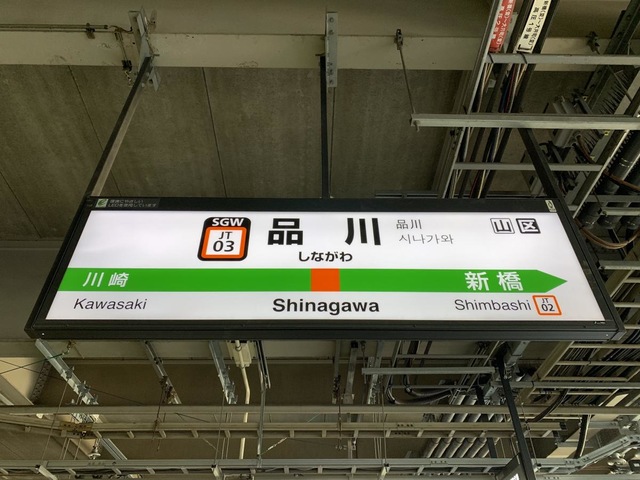 SGW
JT
03
品川
しながわ
品川
시나가와
山 区
川崎
新橋
Kawasaki
Shinagawa
Shimbashi
JT
02